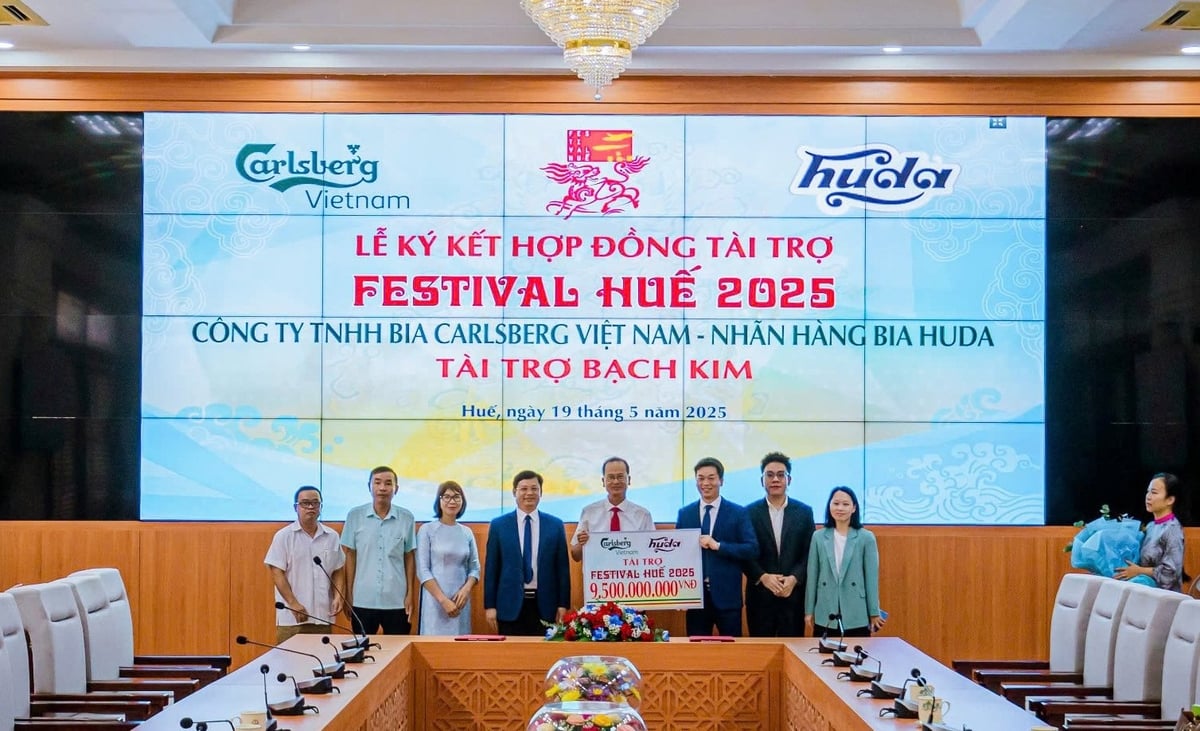 Carlsberg
Vietnam
FESTIVAL HUẾ
huda
LỄ KÝ KẾT HỢP ĐỒNG TÀI TRỢ
FESTIVAL HUẾ 2025
CÔNG TY TNHH BIA CARLSBERG VIỆT NAM - NHÃN HÀNG BIA HUDA
TÀI TRỢ BẠCH KIM
Huế, ngày 19 tháng 5 năm 2025
Carlsberg
Vietnam
huda
TÀI TRỢ
FESTIVAL HUẾ 2025
9.500.000.000 VNĐ